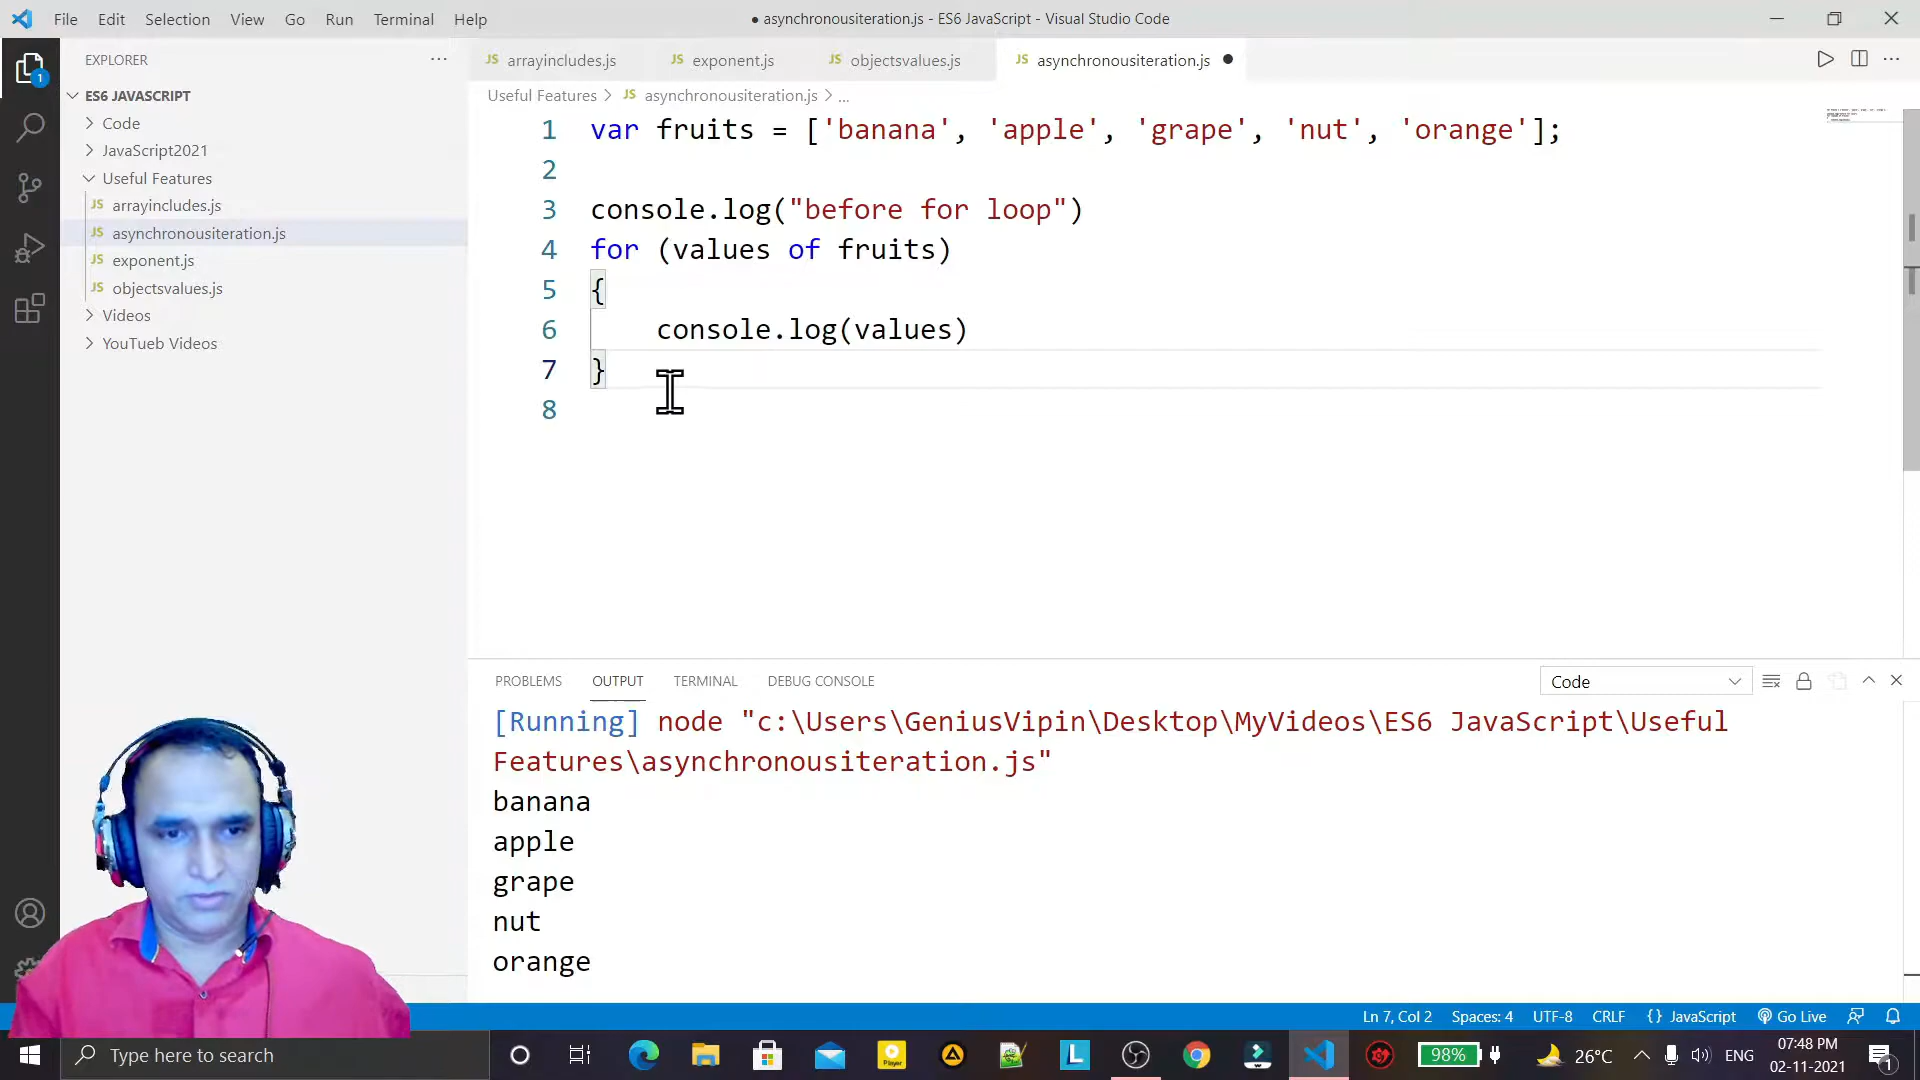 File Edit Selection View Go Run Terminal Help
● asynchronousiteration.js - ES6 JavaScript - Visual Studio Code
EXPLORER
JS arrayincludes.js
JS exponent.js
JS objectsvalues.js
JS asynchronousiteration.js ●
Useful Features > JS asynchronousiteration.js > ...
ES6 JAVASCRIPT
Code
JavaScript2021
Useful Features
JS arrayincludes.js
JS asynchronousiteration.js
JS exponent.js
JS objectsvalues.js
Videos
YouTueb Videos
1 var fruits = ['banana', 'apple', 'grape', 'nut', 'orange'];
2
3 console.log("before for loop")
4 for (values of fruits)
5 {
6 console.log(values)
7 }
8
PROBLEMS OUTPUT TERMINAL DEBUG CONSOLE
Code
[Running] node "c:\Users\GeniusVipin\Desktop\MyVideos\ES6 JavaScript\Useful
Features\asynchronousiteration.js"
banana
apple
grape
nut
orange
Ln 7, Col 2 Spaces: 4 UTF-8 CRLF {} JavaScript Go Live
Type here to search
98% 26°C ENG
07:48 PM
02-11-2021